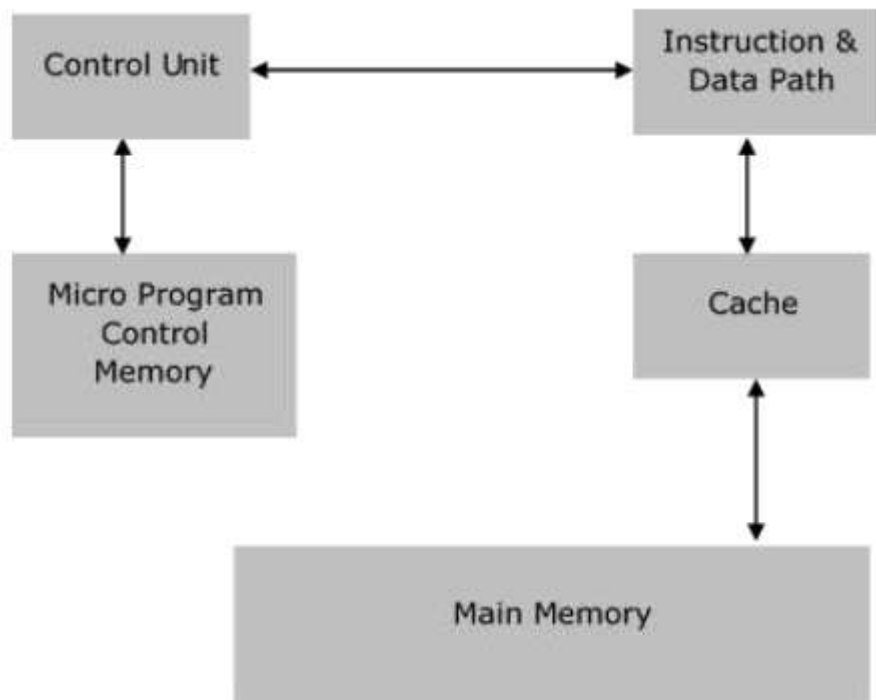 Control Unit
Instruction &
Data Path
Micro Program
Control
Memory
Cache
Main Memory